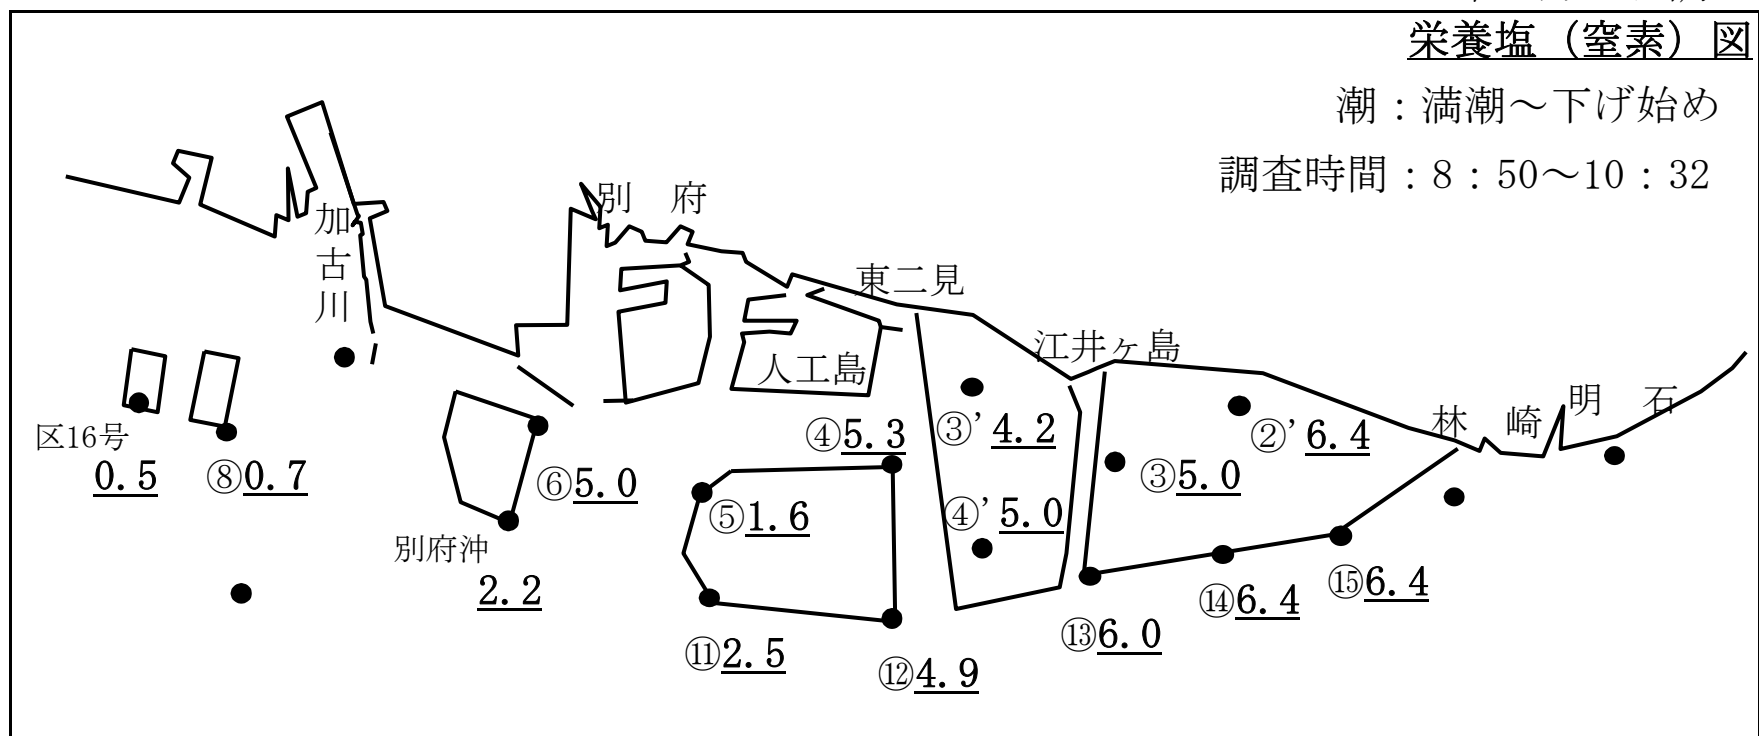 栄養塩（窒素）図
潮：満潮～下げ始め
調査時間：8：50～10：32
別　府
加古川
東二見
江井ヶ島
人工島
明　石
林　崎
区16号
0.5
⑧0.7
⑥5.0
④5.3
③’4.2
②’6.4
③5.0
⑤1.6
④’5.0
別府沖
2.2
⑪2.5
⑫4.9
⑬6.0
⑭6.4
⑮6.4